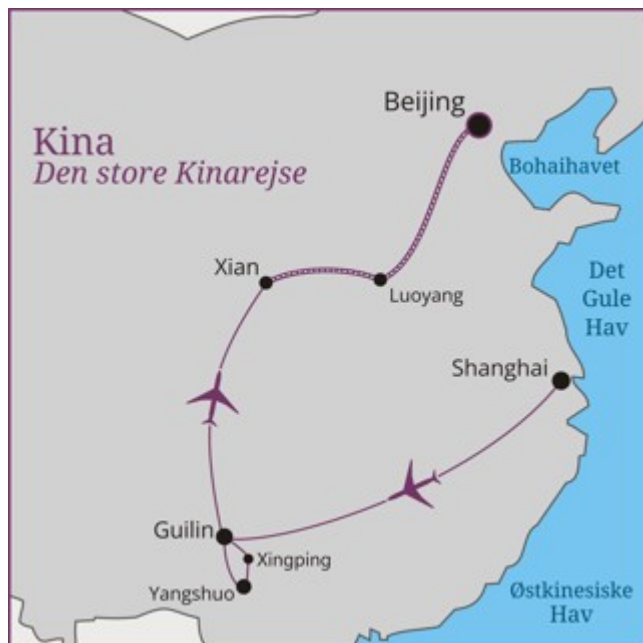 Beijing
Kina
Den store Kinarejse
Bohaihavet
Xian
Luoyang
Det
Gule
Hav
Shanghai
Guilin
Xingping
Yangshuo
Østkinesiske
Hav